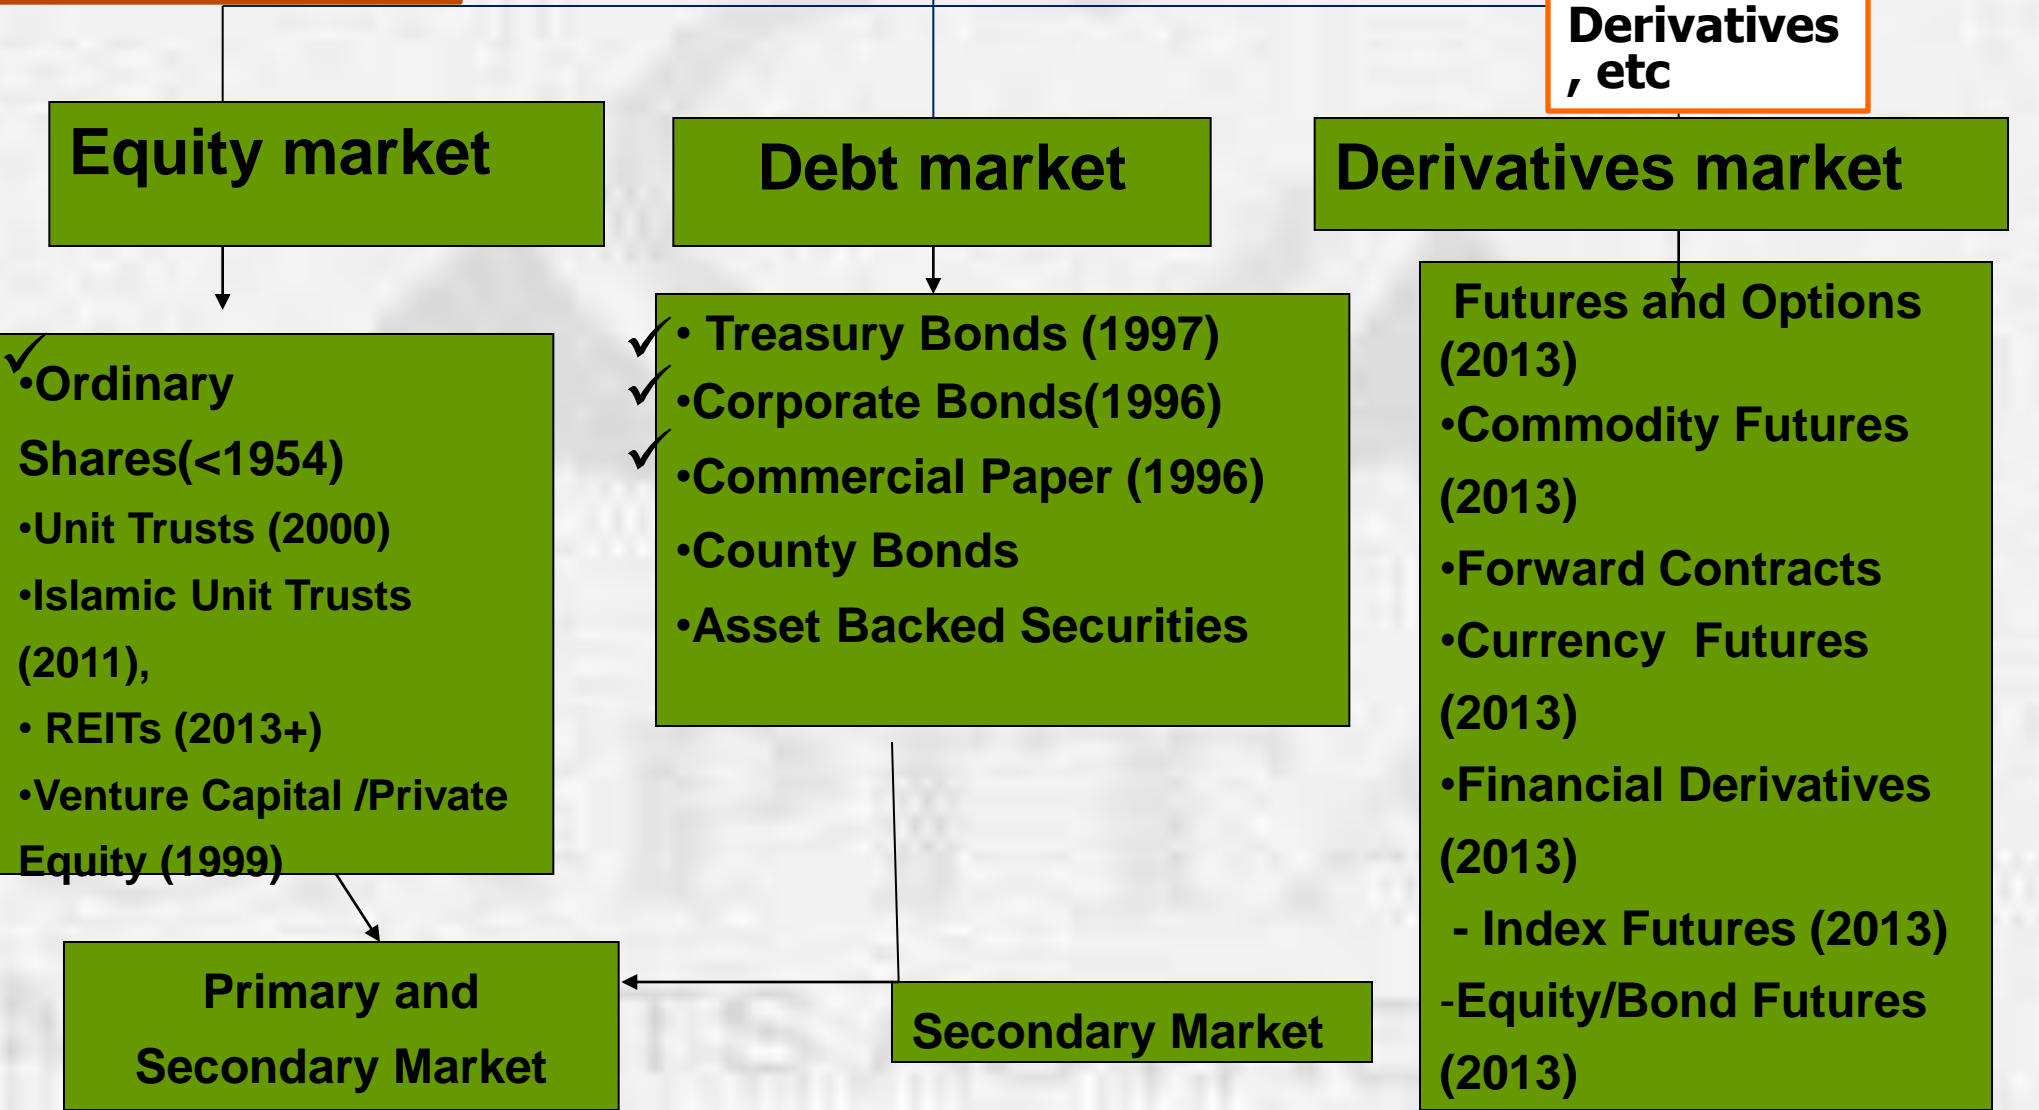 Derivatives
, etc
Equity market
Debt market
Derivatives market
•Ordinary
Shares(<1954)
•Unit Trusts (2000)
•Islamic Unit Trusts
(2011),
• REITs (2013+)
•Venture Capital /Private
Equity (1999)
• Treasury Bonds (1997)
•Corporate Bonds(1996)
•Commercial Paper (1996)
•County Bonds
•Asset Backed Securities
Futures and Options
(2013)
•Commodity Futures
(2013)
•Forward Contracts
•Currency  Futures
(2013)
•Financial Derivatives
(2013)
- Index Futures (2013)
-Equity/Bond Futures
(2013)
Primary and
Secondary Market
Secondary Market